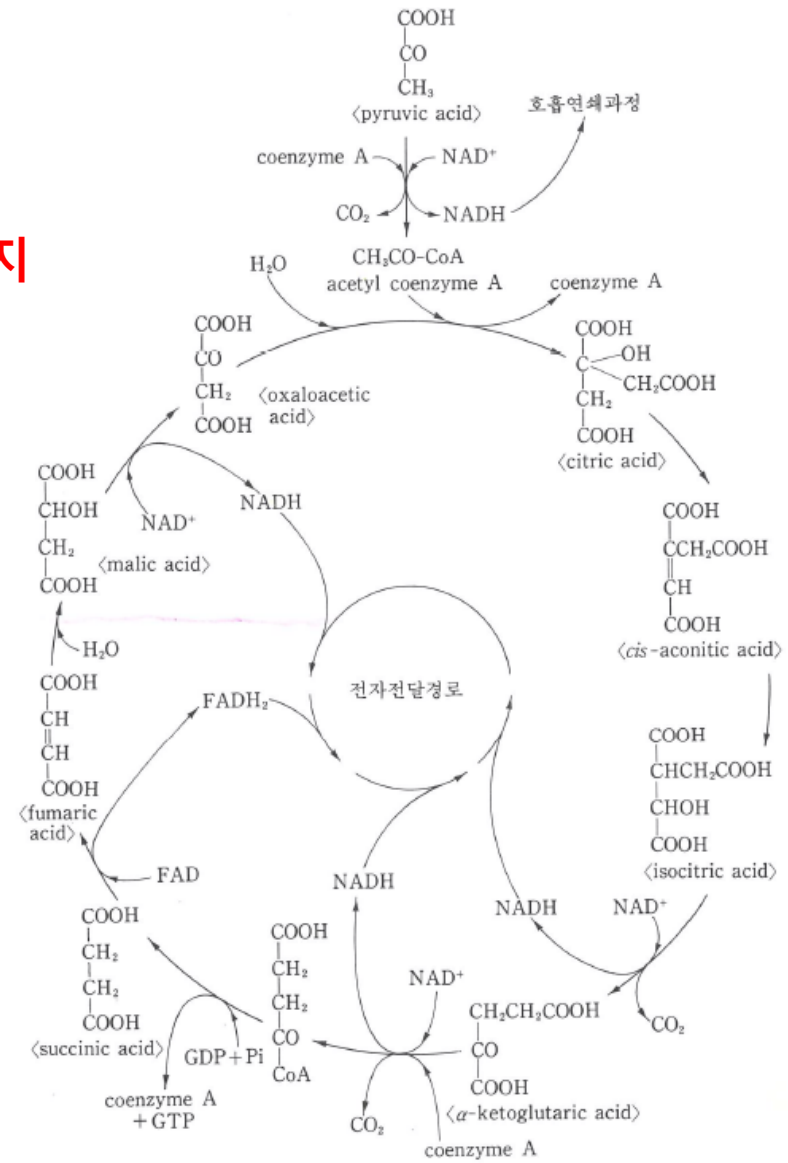 COOH
CO
CH₃
〈pyruvic acid〉
호흡연쇄과정
coenzyme A
NAD⁺
CO₂
NADH
지
H₂O
CH₃CO-CoA
acetyl coenzyme A
coenzyme A
COOH
CO
CH₂
COOH
〈oxaloacetic
acid〉
COOH
C
OH
CH₂COOH
CH₂
COOH
〈citric acid〉
COOH
CHOH
CH₂
COOH
〈malic acid〉
NAD⁺
NADH
COOH
CCH₂COOH
CH
COOH
〈cis-aconitic acid〉
H₂O
COOH
CH
CH
COOH
〈fumaric
acid〉
FADH₂
전자전달경로
COOH
CHCH₂COOH
CHOH
COOH
〈isocitric acid〉
FAD
NADH
NADH
NAD⁺
CO₂
COOH
CH₂
CH₂
COOH
〈succinic acid〉
GDP+Pi
coenzyme A
+GTP
COOH
CH₂
CH₂
CO
CoA
NAD⁺
CO₂
coenzyme A
CH₂CH₂COOH
CO
COOH
〈α-ketoglutaric acid〉